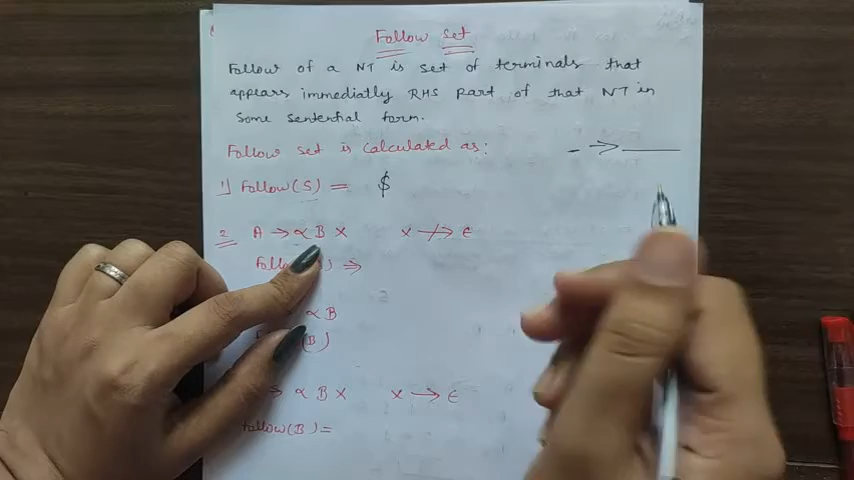 Follow set
Follow of a NT is set of terminals that
appears immediatly RHS part of that NT in
some sentential form.
Follow set is calculated as: - →
1) Follow(S) = $
2 A → ∝ B X X ↛ ϵ
Follo ) ⇒
∝ B
(B)
→ ∝ B X X → ϵ
Follow(B) =